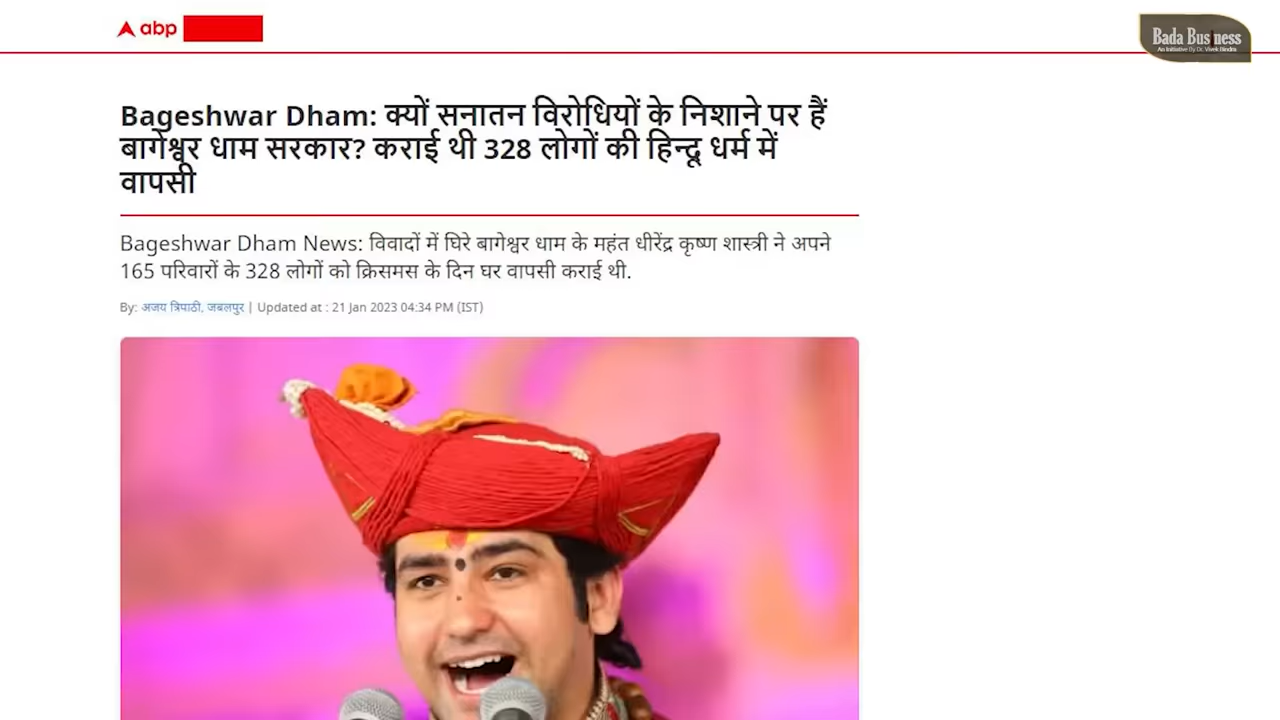 abp
Bada Business
An Initiative By Dr. Vivek Bindra
Bageshwar Dham: क्यों सनातन विरोधियों के निशाने पर हैं
बागेश्वर धाम सरकार? कराई थी 328 लोगों की हिन्दू धर्म में
वापसी
Bageshwar Dham News: विवादों में घिरे बागेश्वर धाम के महंत धीरेंद्र कृष्ण शास्त्री ने अपने
165 परिवारों के 328 लोगों को क्रिसमस के दिन घर वापसी कराई थी.
By: अजय त्रिपाठी, जबलपुर | Updated at : 21 Jan 2023 04:34 PM (IST)